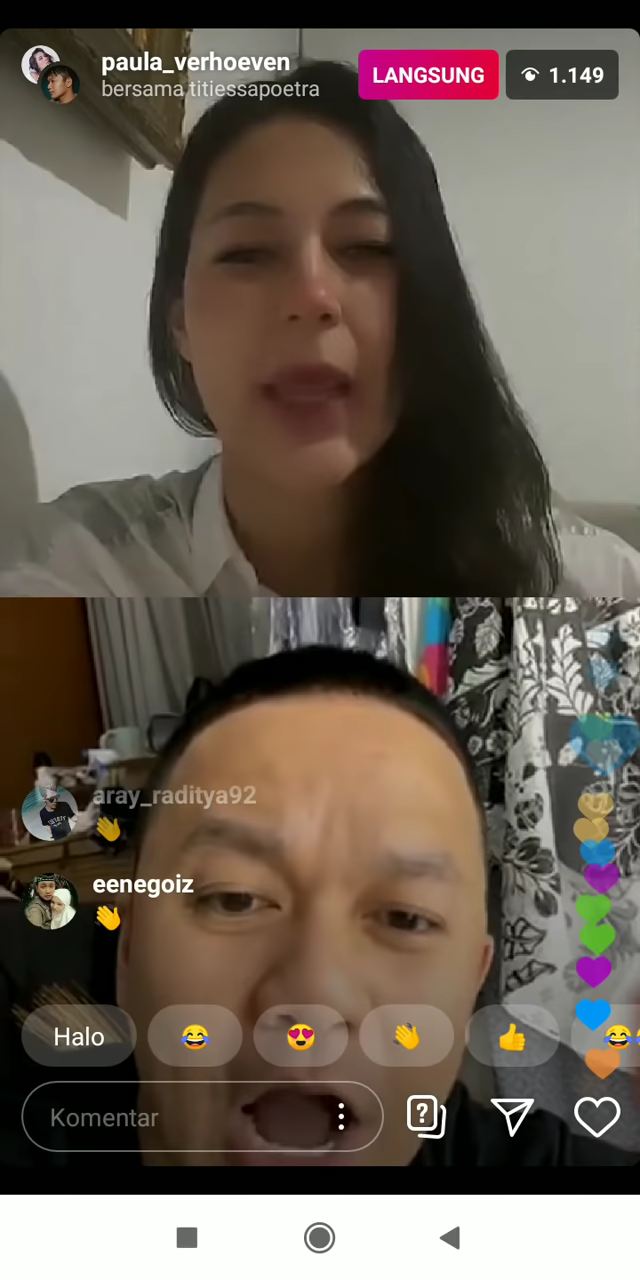 paula_verhoeven
bersama titiessapoetra
LANGSUNG
1.149
aray_raditya92
👋
eenegoiz
👋
Halo
😂
😍
👋
👍
😂
Komentar